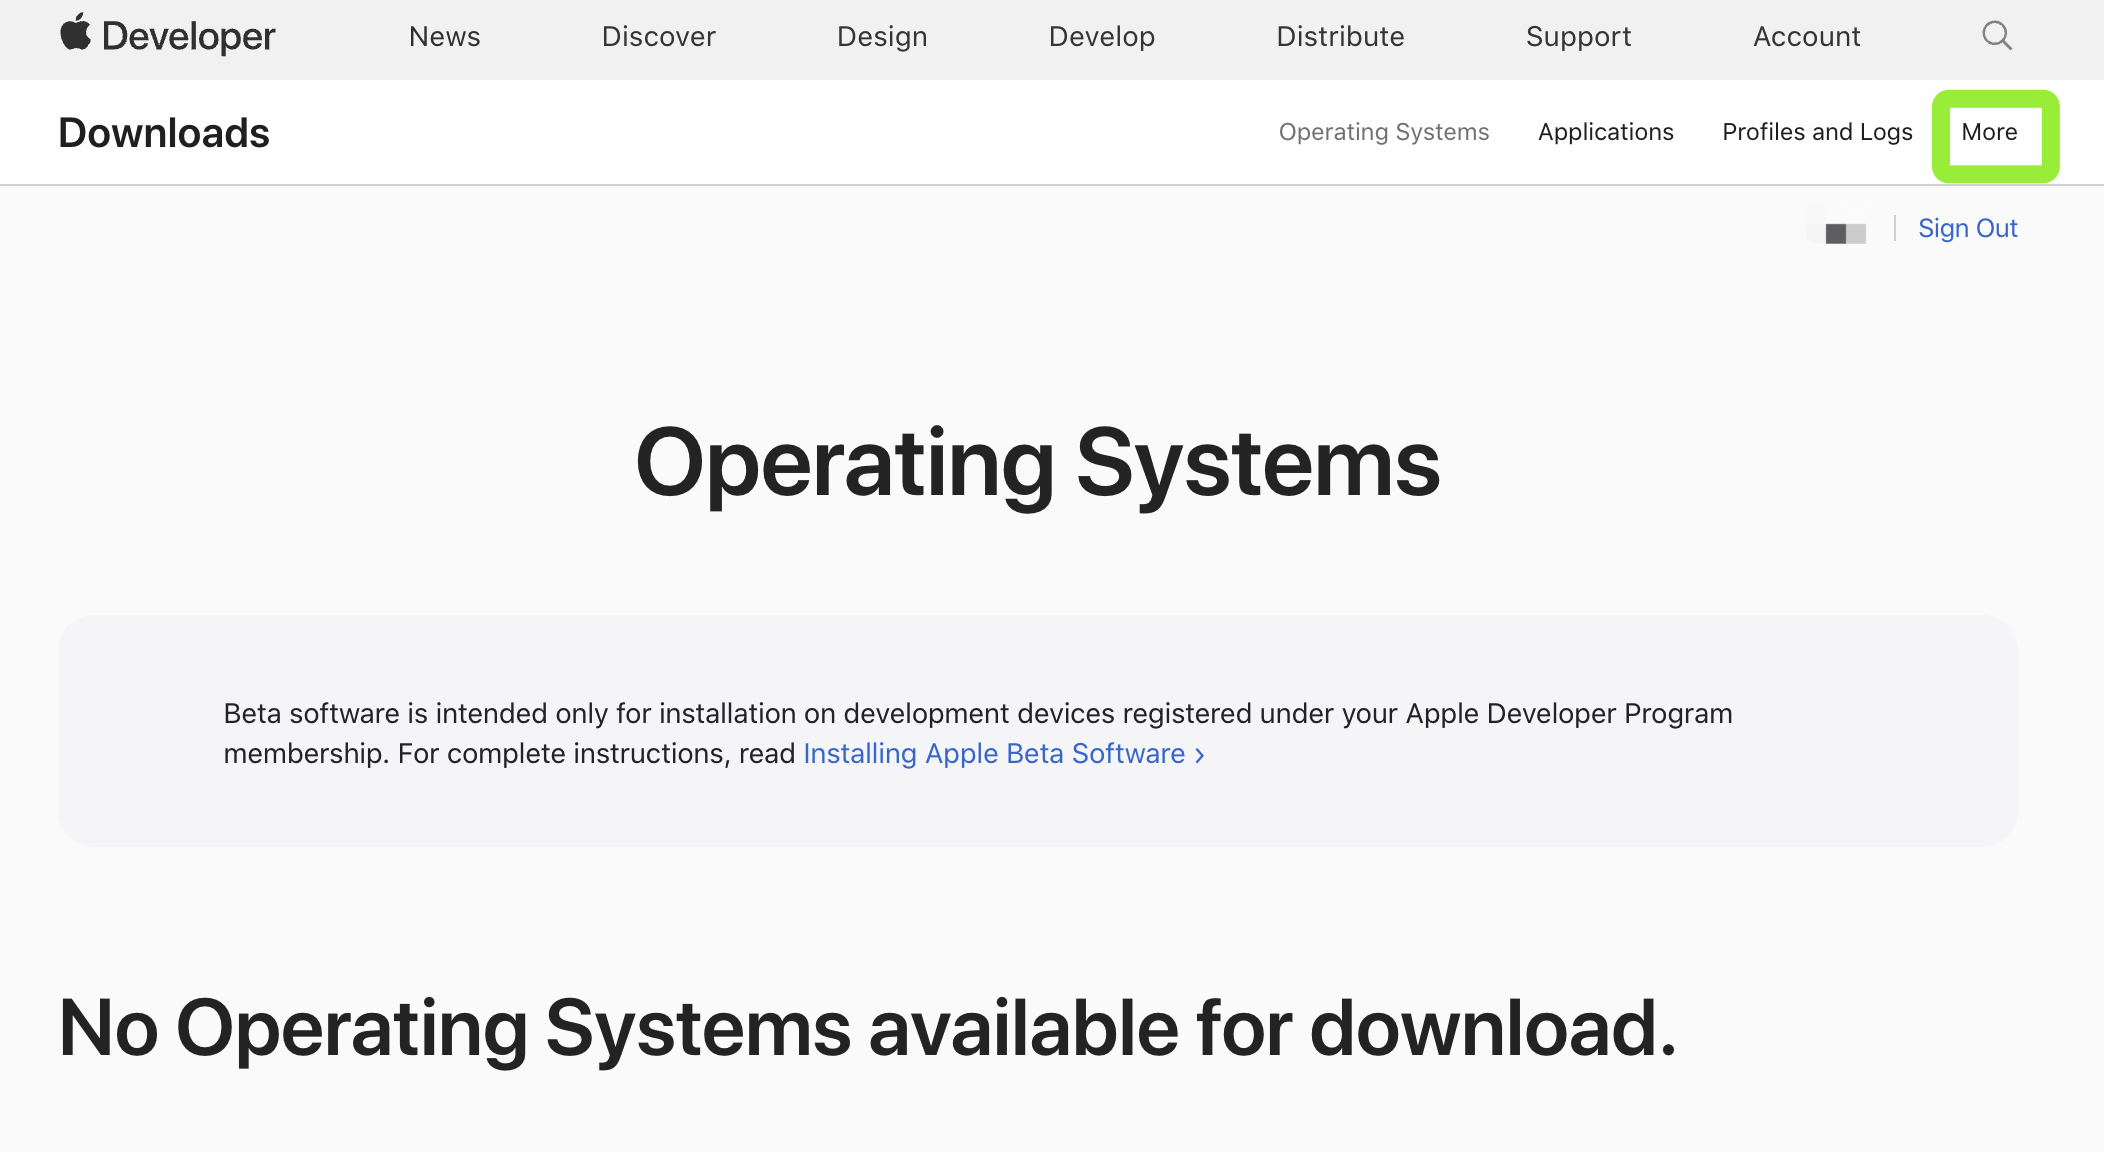 Developer News Discover Design Develop Distribute Support Account
Downloads Operating Systems Applications Profiles and Logs More
Sign Out
Operating Systems
Beta software is intended only for installation on development devices registered under your Apple Developer Program
membership. For complete instructions, read Installing Apple Beta Software ›
No Operating Systems available for download.